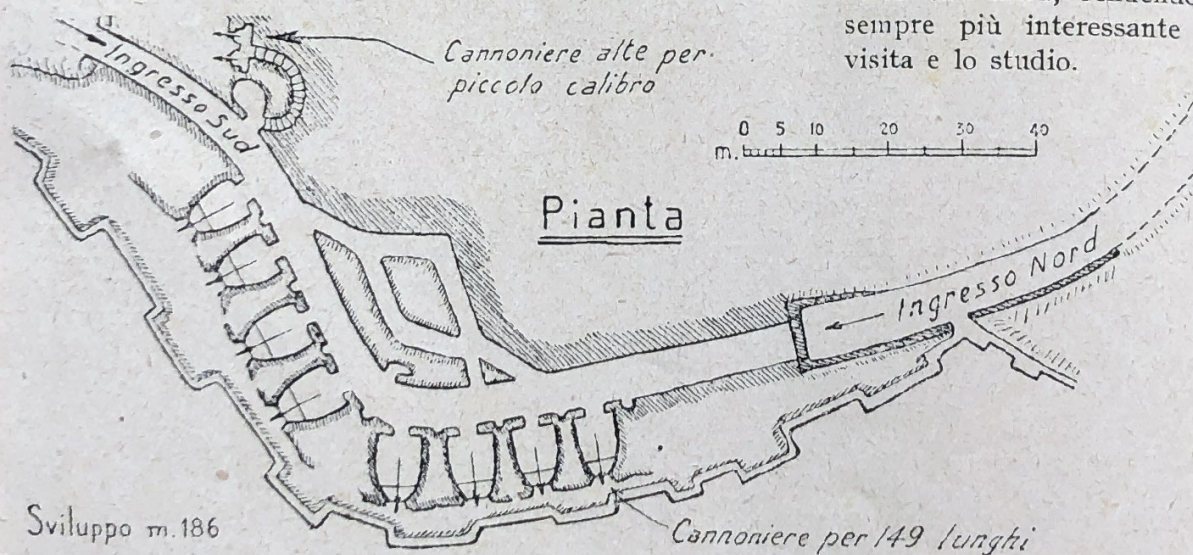 sempre più interessante
visita e lo studio.
Ingresso Sud
Cannoniere alte per
piccolo calibro
0 5 10 20 30 40
m.
Pianta
Ingresso Nord
Sviluppo m. 186
Cannoniere per 149 lunghi